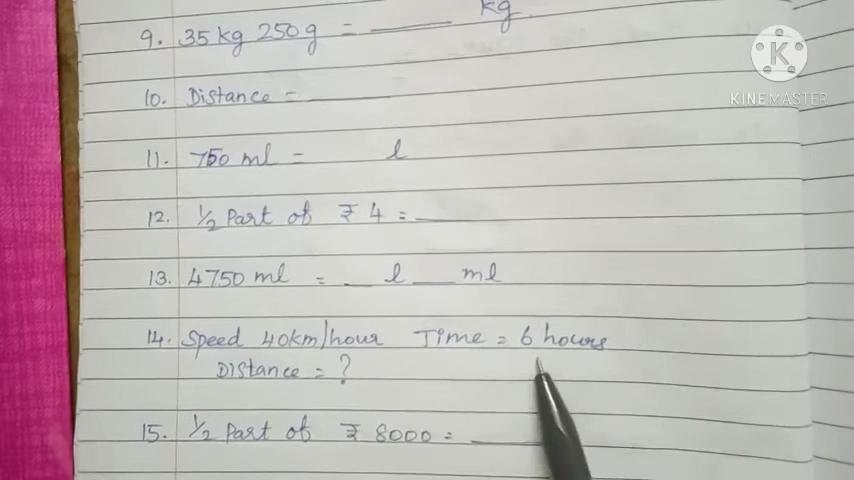 9. 35 kg 250 g = ____ kg.
10. Distance = 
11. 750 ml = l
12. 1/2 Part of ₹ 4 = ____
13. 4750 ml = __ l ___ ml
14. Speed 40km/hour Time = 6 hours
Distance = ?
15. 1/2 Part of ₹ 8000 = ____
K
KINEMASTER